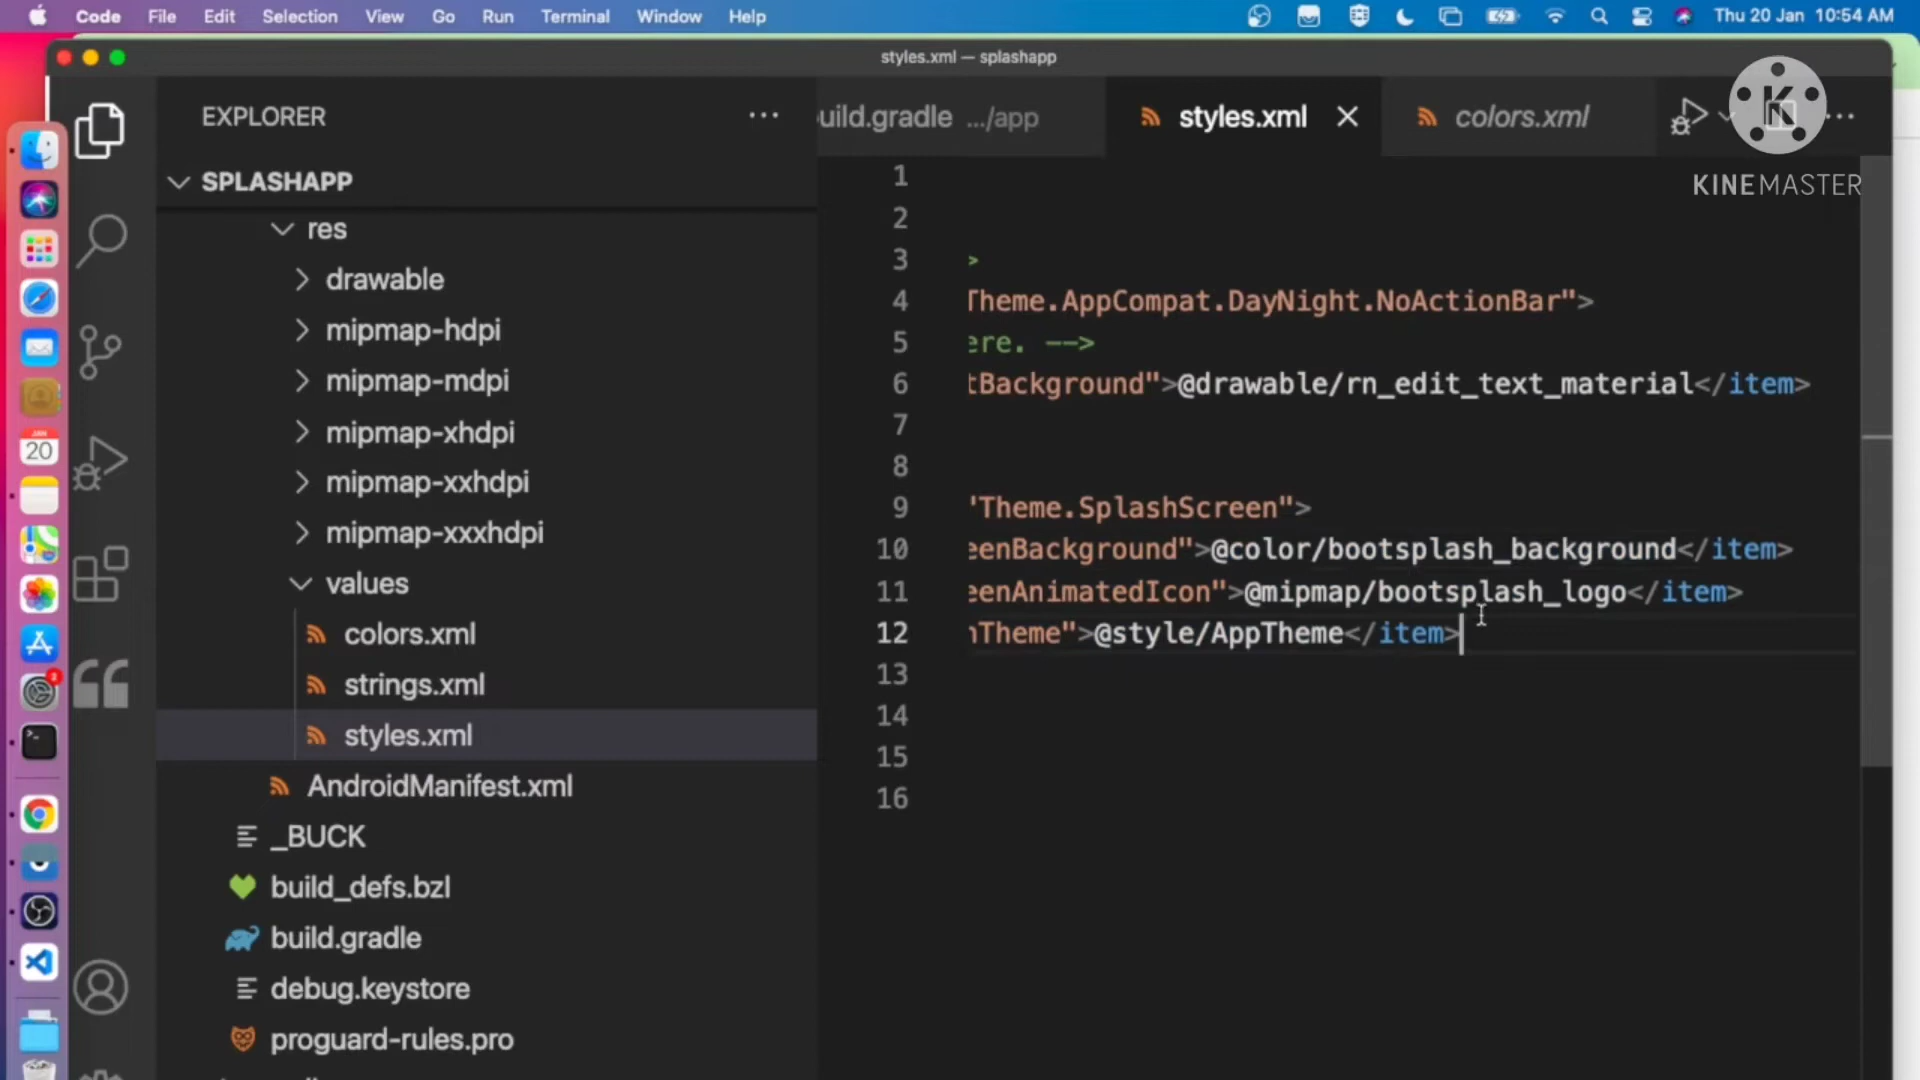 Code File Edit Selection View Go Run Terminal Window Help Thu 20 Jan 10:54 AM
styles.xml — splashapp
EXPLORER
uild.gradle .../app styles.xml colors.xml
KINEMASTER
SPLASHAPP
res
drawable
mipmap-hdpi
mipmap-mdpi
mipmap-xhdpi
mipmap-xxhdpi
mipmap-xxxhdpi
values
colors.xml
strings.xml
styles.xml
AndroidManifest.xml
_BUCK
build_defs.bzl
build.gradle
debug.keystore
proguard-rules.pro
1
2
3 >
4 Theme.AppCompat.DayNight.NoActionBar">
5 ere. -->
6 tBackground">@drawable/rn_edit_text_material</item>
7
8
9 "Theme.SplashScreen">
10 eenBackground">@color/bootsplash_background</item>
11 eenAnimatedIcon">@mipmap/bootsplash_logo</item>
12 nTheme">@style/AppTheme</item>
13
14
15
16
JAN
20
3
K